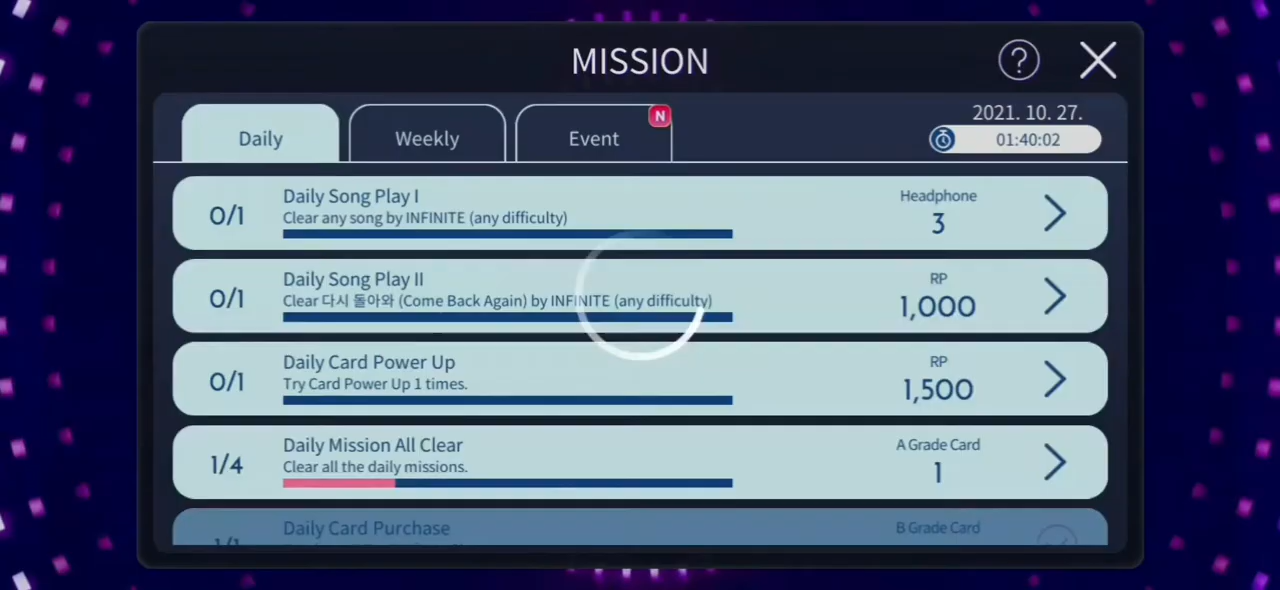 MISSION
?
Daily
Weekly
Event
N
2021. 10. 27.
01:40:02
0/1
Daily Song Play I
Clear any song by INFINITE (any difficulty)
Headphone
3
0/1
Daily Song Play II
Clear 다시 돌아와 (Come Back Again) by INFINITE (any difficulty)
RP
1,000
0/1
Daily Card Power Up
Try Card Power Up 1 times.
RP
1,500
1/4
Daily Mission All Clear
Clear all the daily missions.
A Grade Card
1
1/1
Daily Card Purchase
B Grade Card